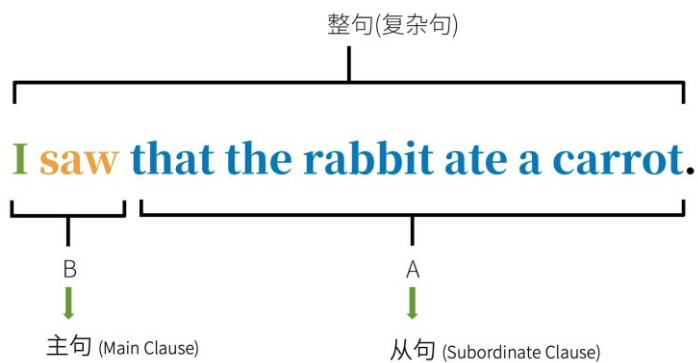 整句(复杂句)
I saw that the rabbit ate a carrot.
B
A
主句 (Main Clause)
从句 (Subordinate Clause)